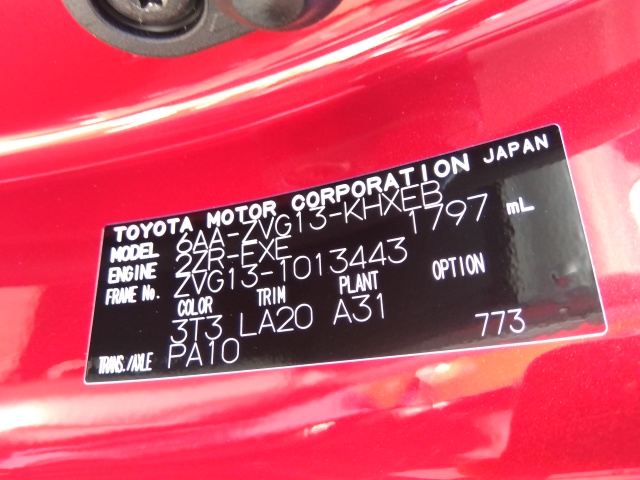 TOYOTA MOTOR CORPORATION JAPAN
MODEL 6AA-ZVG13-KHXEB
ENGINE 2ZR-EXE 1797 mL
FRAME No. ZVG13-1013443
COLOR TRIM PLANT OPTION
3T3 LA20 A31
TRANS./AXLE PA10 773